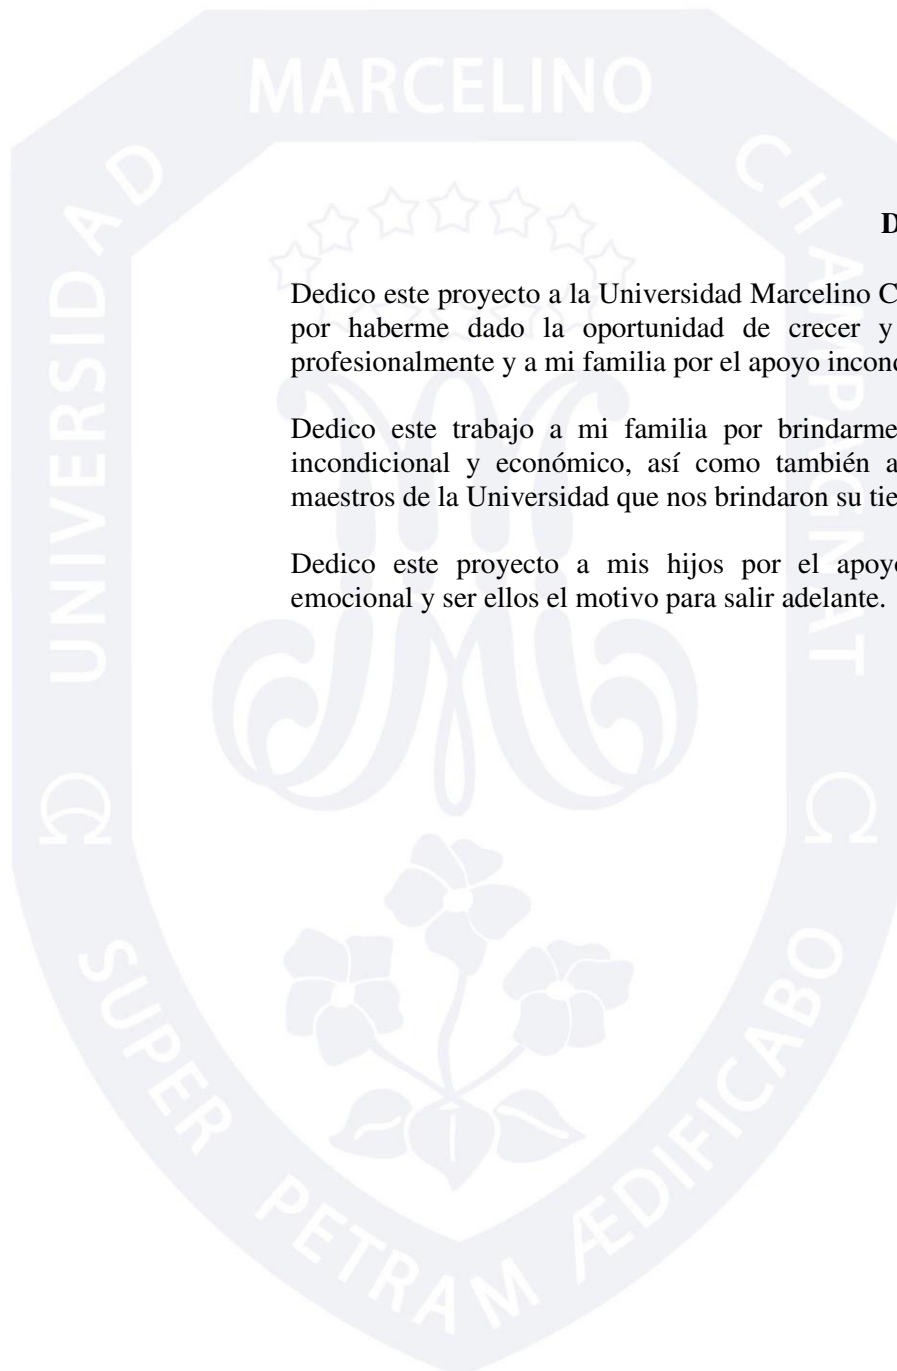 MARCELINO
UNIVERSIDAD
CHAMPAGNAT
D
Dedico este proyecto a la Universidad Marcelino C
por haberme dado la oportunidad de crecer y
profesionalmente y a mi familia por el apoyo incond
Dedico este trabajo a mi familia por brindarme
incondicional y económico, así como también a
maestros de la Universidad que nos brindaron su tie
Dedico este proyecto a mis hijos por el apoyo
emocional y ser ellos el motivo para salir adelante.
Ω
Ω
SUPER PETRAM ÆDIFICABO